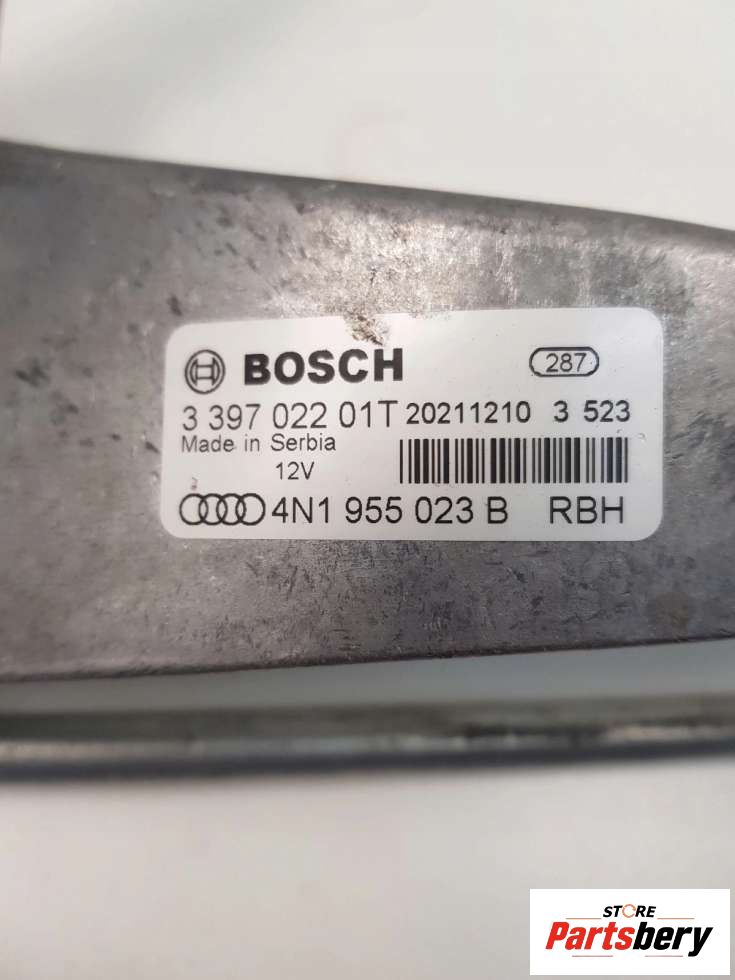 BOSCH 287
3 397 022 01T 20211210 3 523
Made in Serbia
12V
4N1 955 023 B RBH
STORE
Partsbery